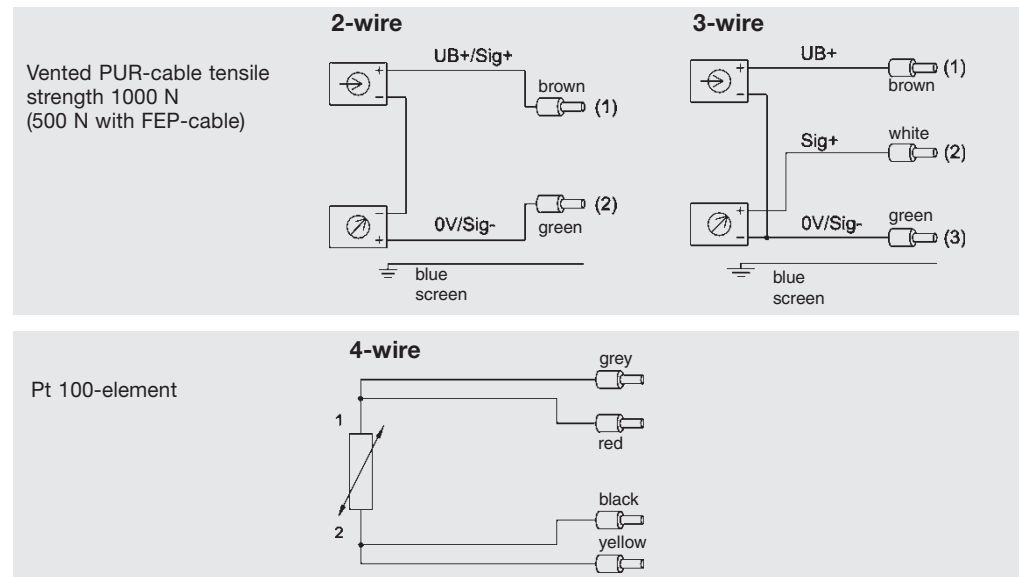 2-wire
3-wire
Vented PUR-cable tensile
strength 1000 N
(500 N with FEP-cable)
UB+/Sig+
brown
(1)
+
−
−
+
(2)
0V/Sig-
green
blue
screen
UB+
(1)
brown
+
−
Sig+
white
(2)
+
−
0V/Sig-
green
(3)
blue
screen
4-wire
Pt 100-element
grey
1
red
black
2
yellow